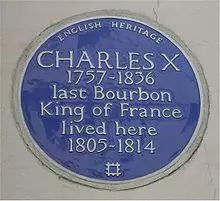 ENGLISH HERITAGE
CHARLES X
1757-1836
last Bourbon
King of France
lived here
1805-1814